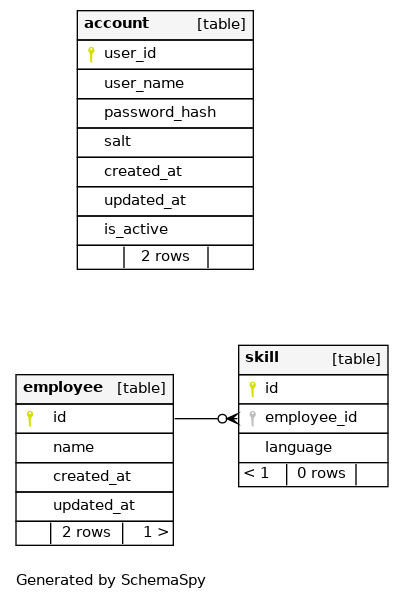 account [table]
user_id
user_name
password_hash
salt
created_at
updated_at
is_active
2 rows
skill [table]
id
employee_id
language
< 1 0 rows
employee [table]
id
name
created_at
updated_at
2 rows 1 >
Generated by SchemaSpy